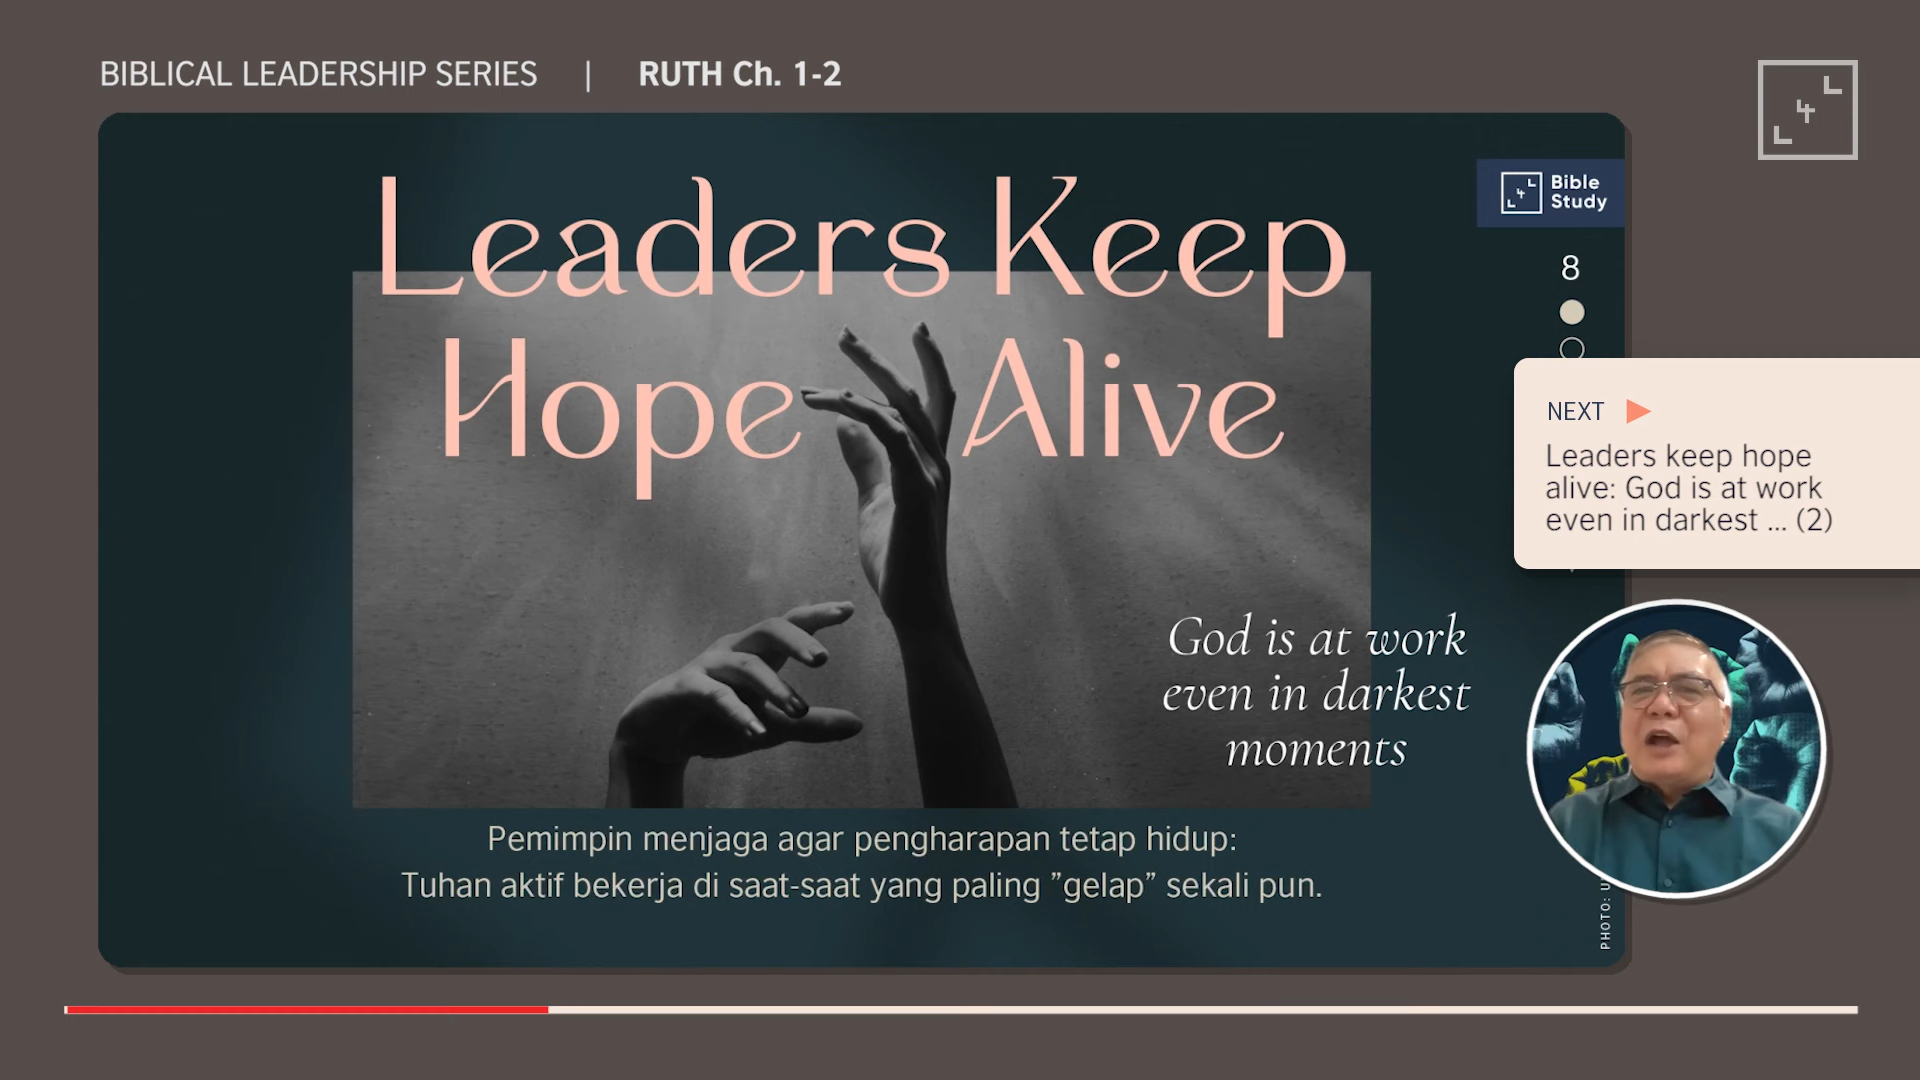 BIBLICAL LEADERSHIP SERIES | RUTH Ch. 1-2
Leaders Keep
Hope Alive
Bible
Study
8
NEXT
Leaders keep hope
alive: God is at work
even in darkest ... (2)
God is at work
even in darkest
moments
Pemimpin menjaga agar pengharapan tetap hidup:
Tuhan aktif bekerja di saat-saat yang paling ”gelap” sekali pun.
PHOTO: